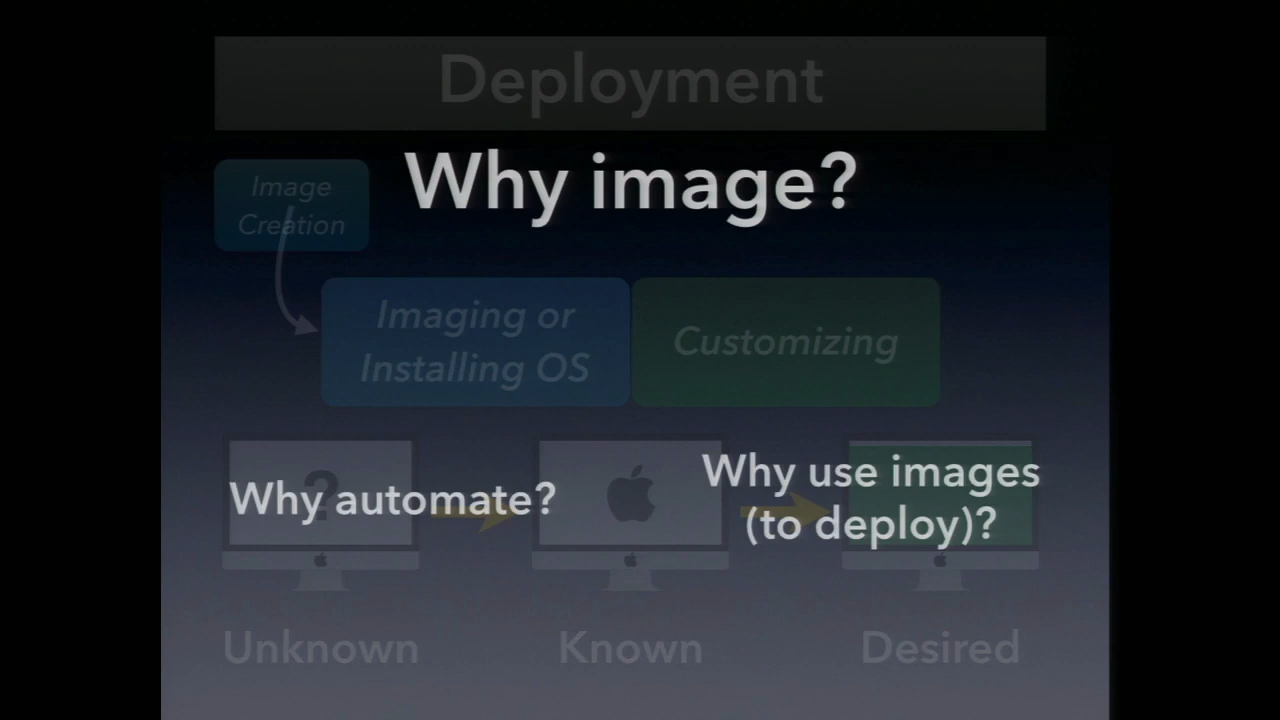 Deployment
Why image?
Image
Creation
Imaging or
Installing OS
Customizing
?
Why automate?
Why use images
(to deploy)?
Unknown
Known
Desired